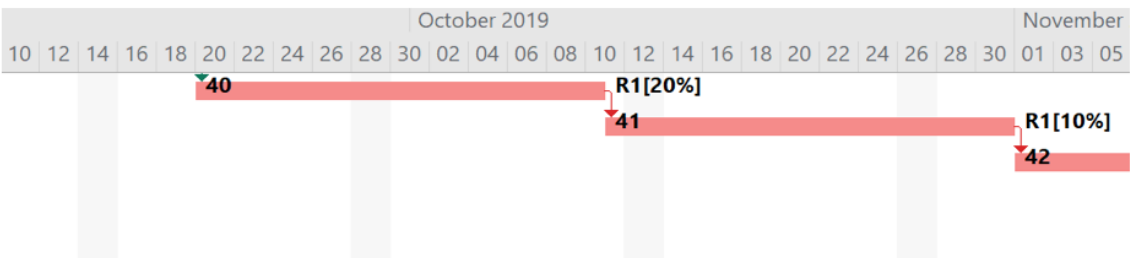 October 2019 November
10 12 14 16 18 20 22 24 26 28 30 02 04 06 08 10 12 14 16 18 20 22 24 26 28 30 01 03 05
40 R1[20%]
41 R1[10%]
42